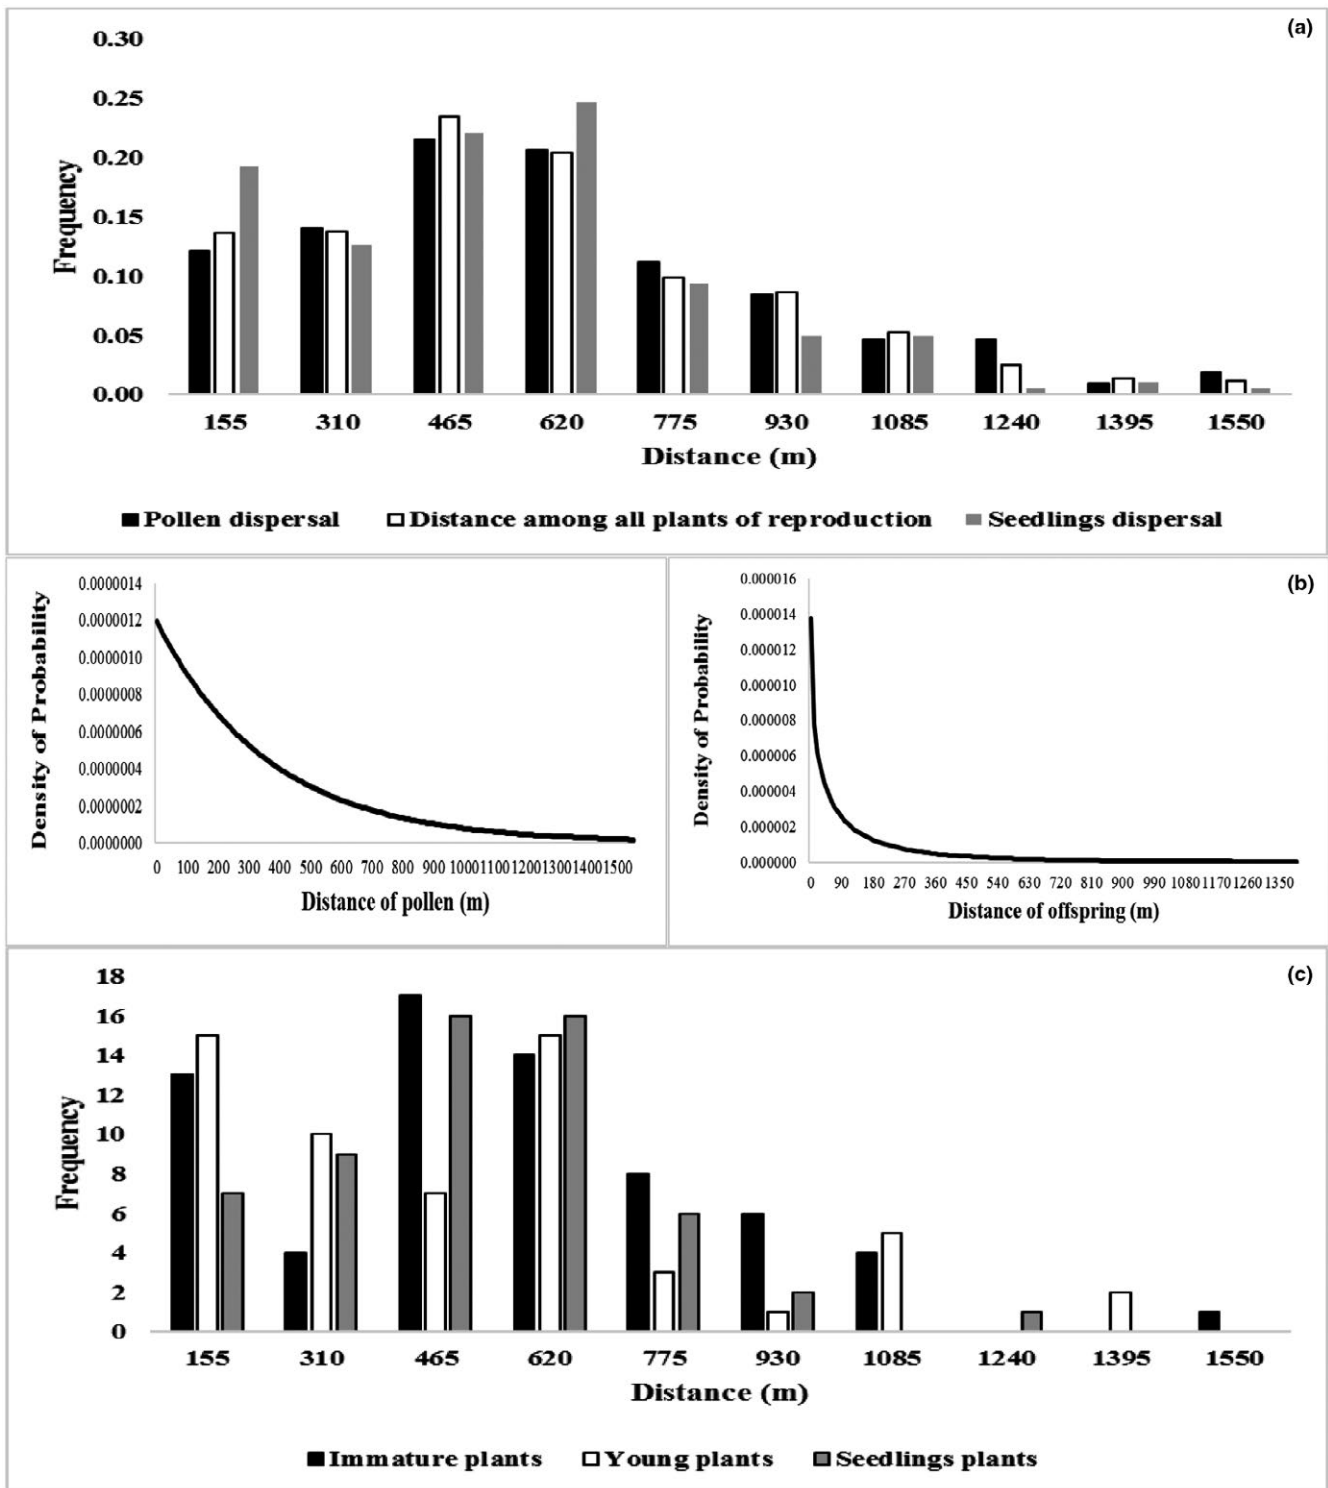 (a)
0.30
0.25
0.20
0.15
0.10
0.05
0.00
Frequency
155 310 465 620 775 930 1085 1240 1395 1550
Distance (m)
Pollen dispersal Distance among all plants of reproduction Seedlings dispersal
0.0000014
0.0000012
0.0000010
0.0000008
0.0000006
0.0000004
0.0000002
0.0000000
Density of Probability
0 100 200 300 400 500 600 700 800 900 1000 1100 1200 1300 1400 1500
Distance of pollen (m)
(b)
0.000016
0.000014
0.000012
0.000010
0.000008
0.000006
0.000004
0.000002
0.000000
Density of Probability
0 90 180 270 360 450 540 630 720 810 900 990 1080 1170 1260 1350
Distance of offspring (m)
(c)
18
16
14
12
10
8
6
4
2
0
Frequency
155 310 465 620 775 930 1085 1240 1395 1550
Distance (m)
Immature plants Young plants Seedlings plants